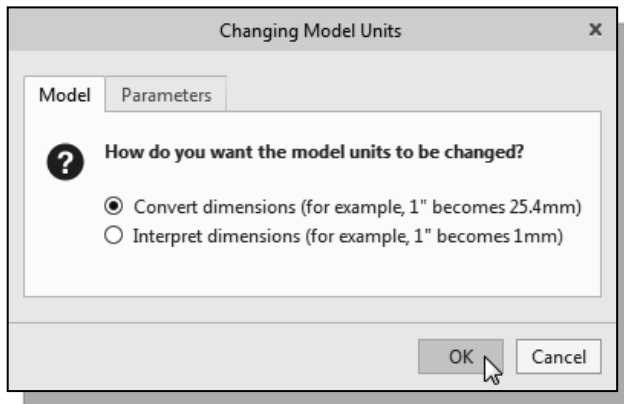 Changing Model Units
Model Parameters
How do you want the model units to be changed?
Convert dimensions (for example, 1" becomes 25.4mm)
Interpret dimensions (for example, 1" becomes 1mm)
OK Cancel